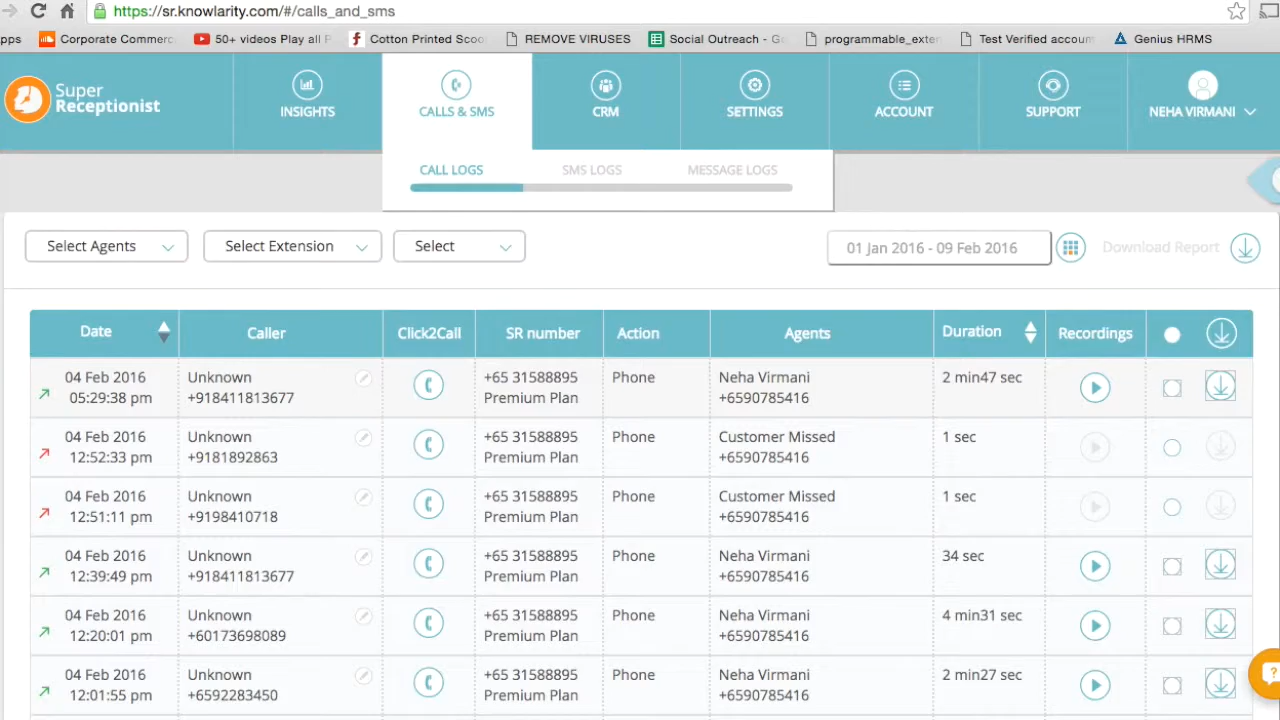 https://sr.knowlarity.com/#/calls_and_sms
Corporate Commerc 50+ videos Play all Cotton Printed Scoo REMOVE VIRUSES Social Outreach - G programmable_exte Test Verified accoun Genius HRMS
Super
Receptionist
INSIGHTS CALLS & SMS CRM SETTINGS ACCOUNT SUPPORT NEHA VIRMANI
CALL LOGS SMS LOGS MESSAGE LOGS
Select Agents Select Extension Select 01 Jan 2016 - 09 Feb 2016 Download Report
Date Caller Click2Call SR number Action Agents Duration Recordings
04 Feb 2016 Unknown +65 31588895 Phone Neha Virmani 2 min47 sec
05:29:38 pm +918411813677 Premium Plan +6590785416
04 Feb 2016 Unknown +65 31588895 Phone Customer Missed 1 sec
12:52:33 pm +9181892863 Premium Plan +6590785416
04 Feb 2016 Unknown +65 31588895 Phone Customer Missed 1 sec
12:51:11 pm +9198410718 Premium Plan +6590785416
04 Feb 2016 Unknown +65 31588895 Phone Neha Virmani 34 sec
12:39:49 pm +918411813677 Premium Plan +6590785416
04 Feb 2016 Unknown +65 31588895 Phone Neha Virmani 4 min31 sec
12:20:01 pm +60173698089 Premium Plan +6590785416
04 Feb 2016 Unknown +65 31588895 Phone Neha Virmani 2 min27 sec
12:01:55 pm +6592283450 Premium Plan +6590785416